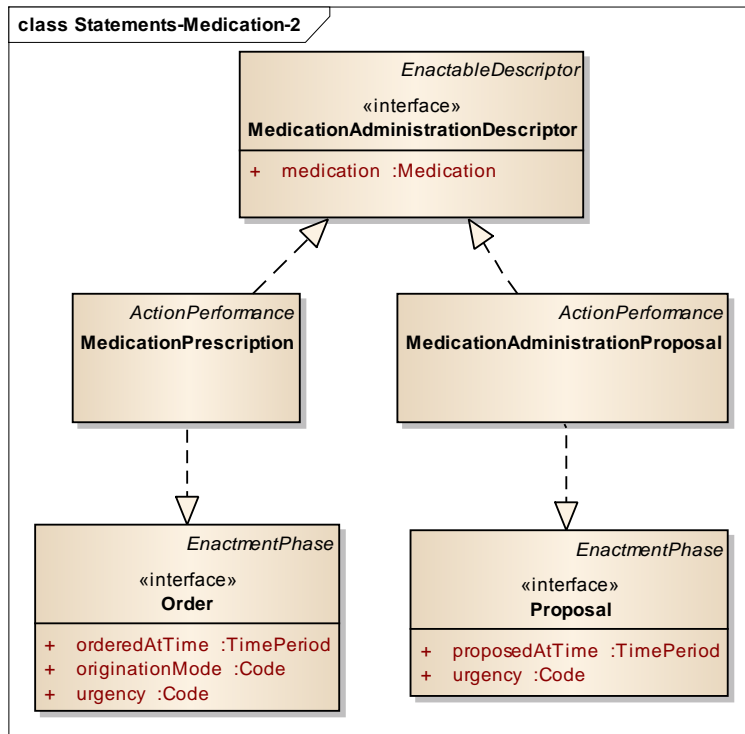 class Statements-Medication-2
EnactableDescriptor
«interface»
MedicationAdministrationDescriptor
+ medication :Medication
ActionPerformance
MedicationPrescription
ActionPerformance
MedicationAdministrationProposal
EnactmentPhase
«interface»
Order
+ orderedAtTime :TimePeriod
+ originationMode :Code
+ urgency :Code
EnactmentPhase
«interface»
Proposal
+ proposedAtTime :TimePeriod
+ urgency :Code